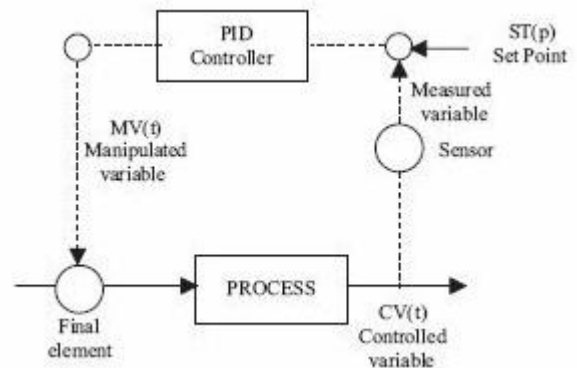 PID
Controller
ST(p)
Set Point
Measured
variable
MV(t)
Manipulated
variable
Sensor
PROCESS
Final
element
CV(t)
Controlled
variable